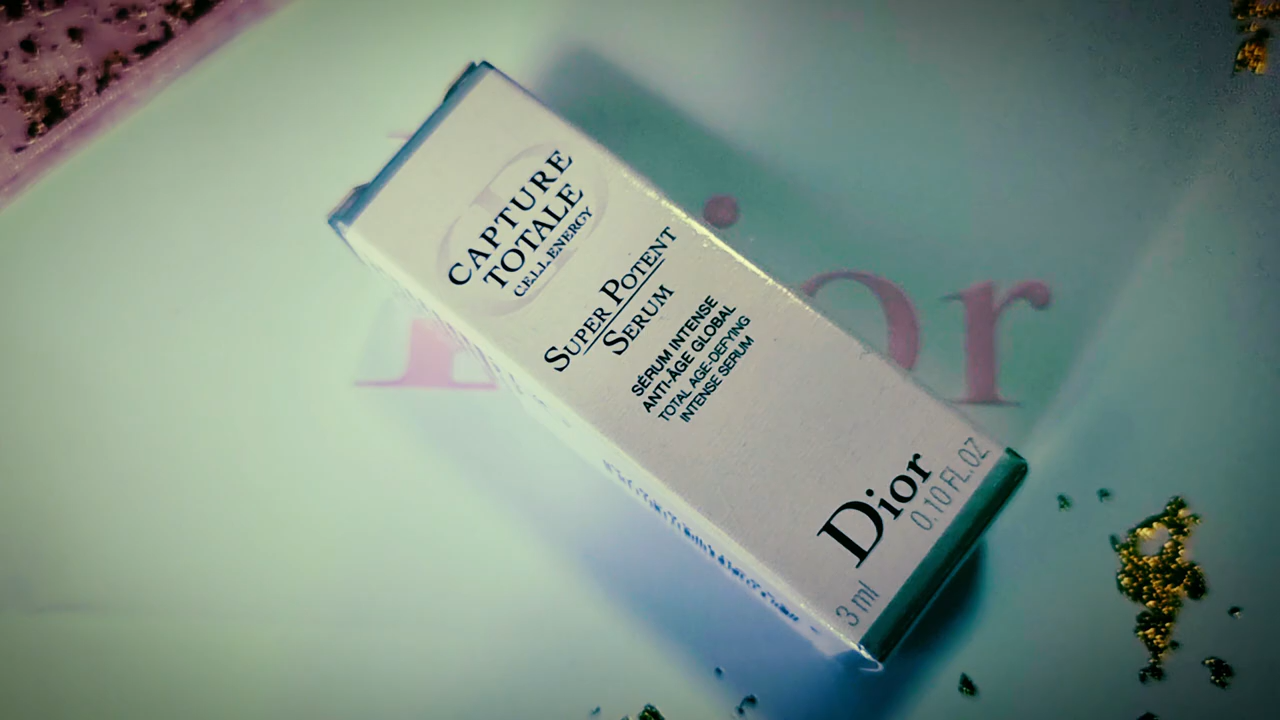 CAPTURE
TOTALE
CELL ENERGY
SUPER POTENT
SERUM
SÉRUM INTENSE
ANTI-ÂGE GLOBAL
TOTAL AGE-DEFYING
INTENSE SERUM
Dior
3 ml 0.10 FL.OZ
ior